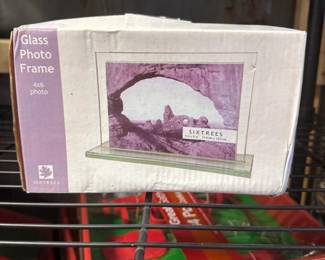 Glass
Photo
Frame
4x6
photo
SIXTREES
SIXTREES